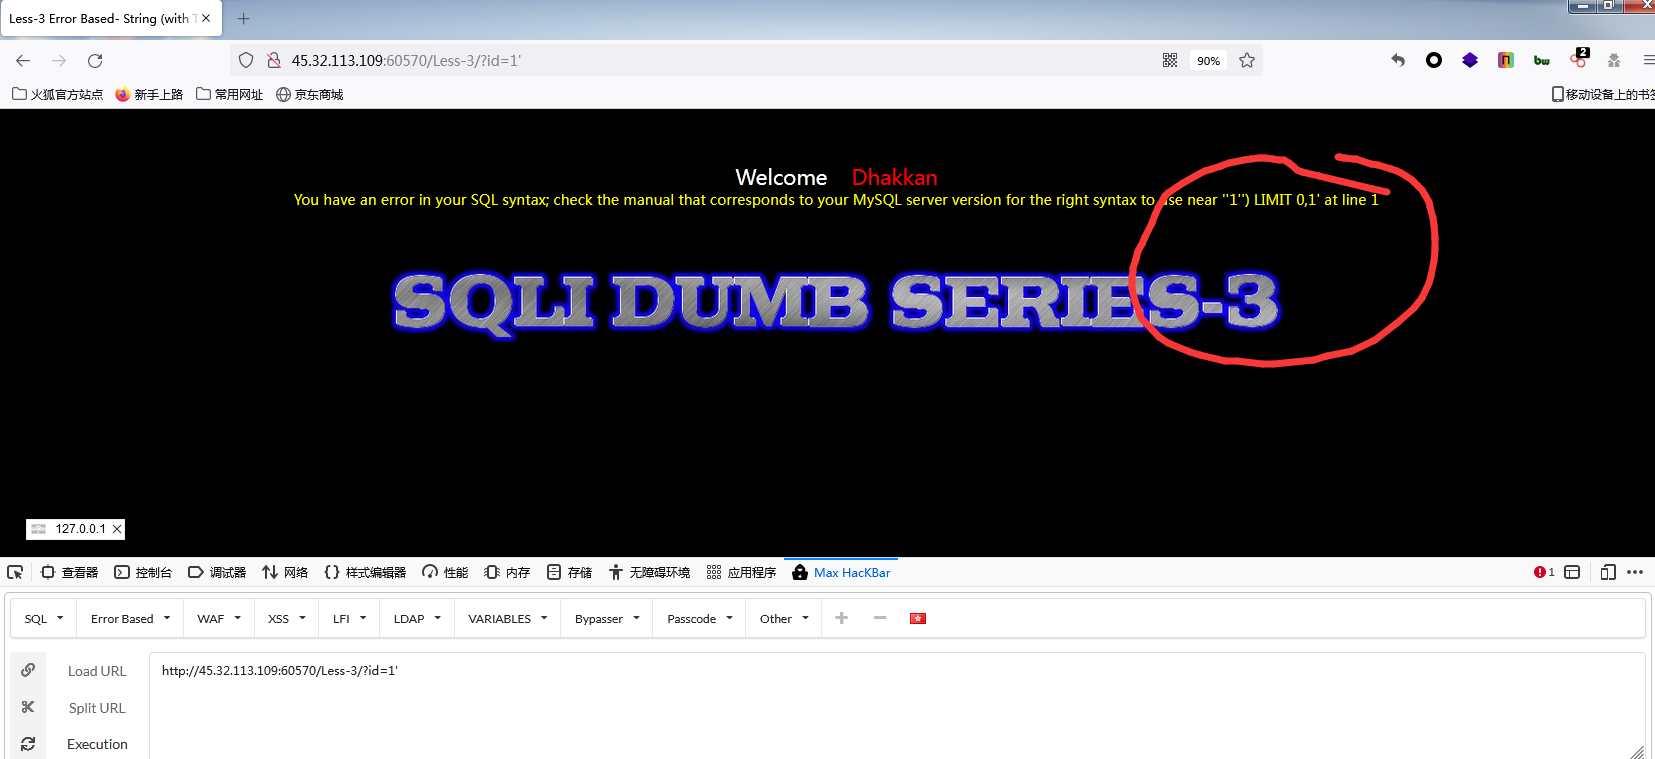 Less-3 Error Based- String (with T
45.32.113.109:60570/Less-3/?id=1'
90%
2
火狐官方站点 新手上路 常用网址 京东商城 移动设备上的书签
Welcome Dhakkan
You have an error in your SQL syntax; check the manual that corresponds to your MySQL server version for the right syntax to use near ''1'') LIMIT 0,1' at line 1
SQLI DUMB SERIES-3
127.0.0.1
查看器 控制台 调试器 网络 样式编辑器 性能 内存 存储 无障碍环境 应用程序 Max HacKBar 1
SQL Error Based WAF XSS LFI LDAP VARIABLES Bypasser Passcode Other
Load URL http://45.32.113.109:60570/Less-3/?id=1'
Split URL
Execution